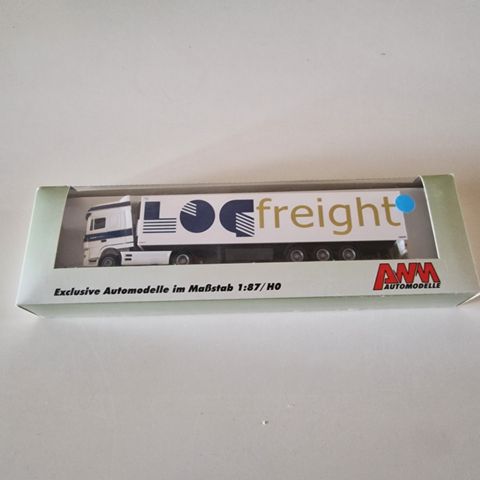 LOGfreight
Exclusive Automodelle im Maßstab 1:87/H0
AWM
AUTOMODELLE